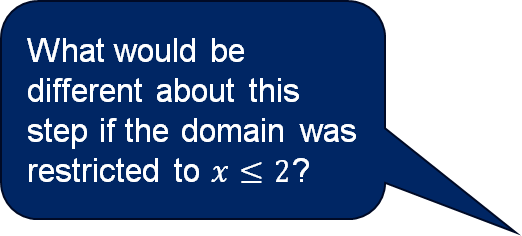 What would be
different about this
step if the domain was
restricted to x ≤ 2?